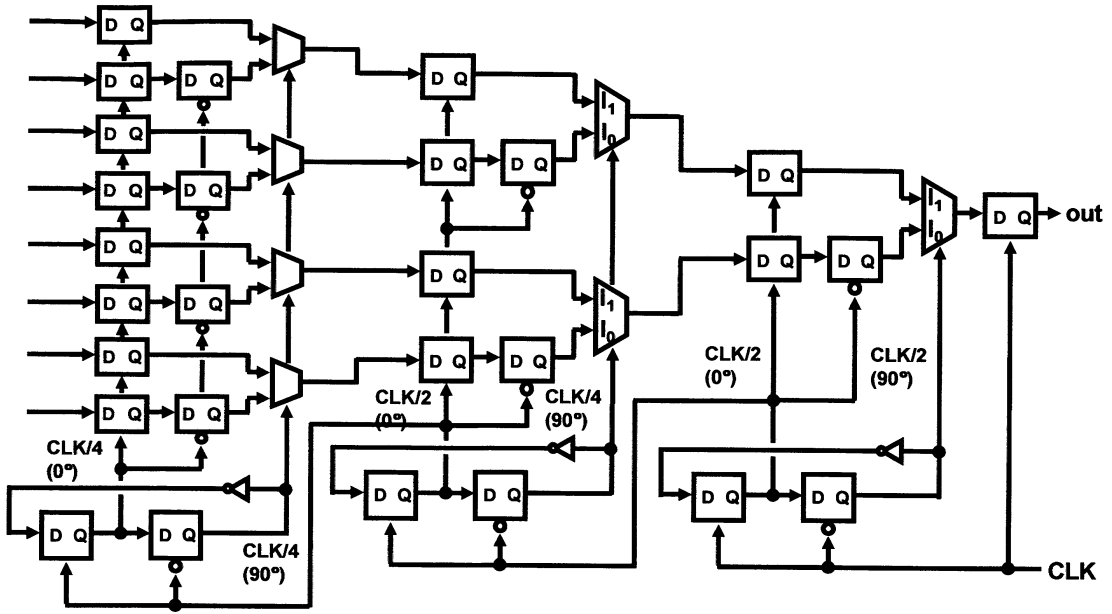 D Q
D Q
D Q
D Q
D Q
D Q
D Q
D Q
D Q
D Q
D Q
D Q
CLK/4
(0°)
D Q
D Q
CLK/4
(90°)
D Q
D Q
D Q
D Q
D Q
D Q
I1
I0
I1
I0
CLK/2
(0°)
CLK/4
(90°)
D Q
D Q
D Q
D Q
D Q
I1
I0
D Q
out
CLK/2
(0°)
CLK/2
(90°)
D Q
D Q
CLK